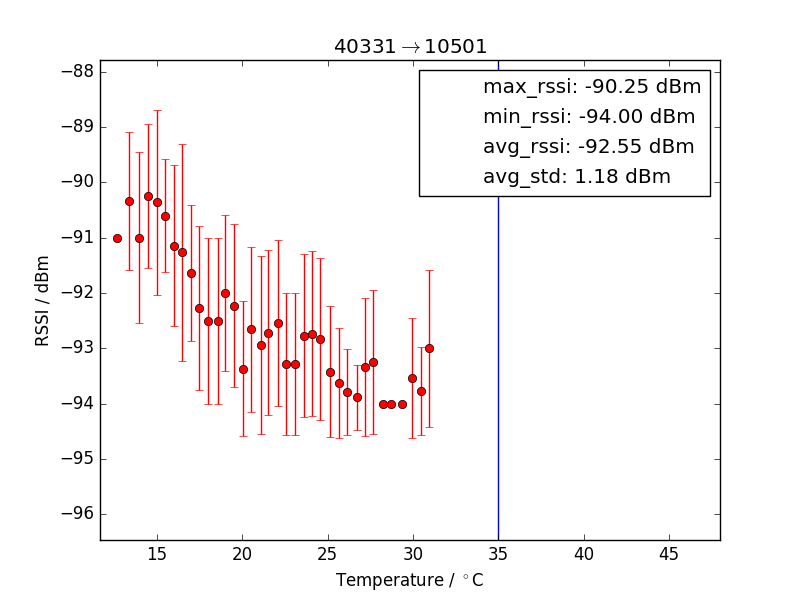 40331→10501
max_rssi: -90.25 dBm
min_rssi: -94.00 dBm
avg_rssi: -92.55 dBm
avg_std: 1.18 dBm
RSSI / dBm
−88
−89
−90
−91
−92
−93
−94
−95
−96
15 20 25 30 35 40 45
Temperature / °C